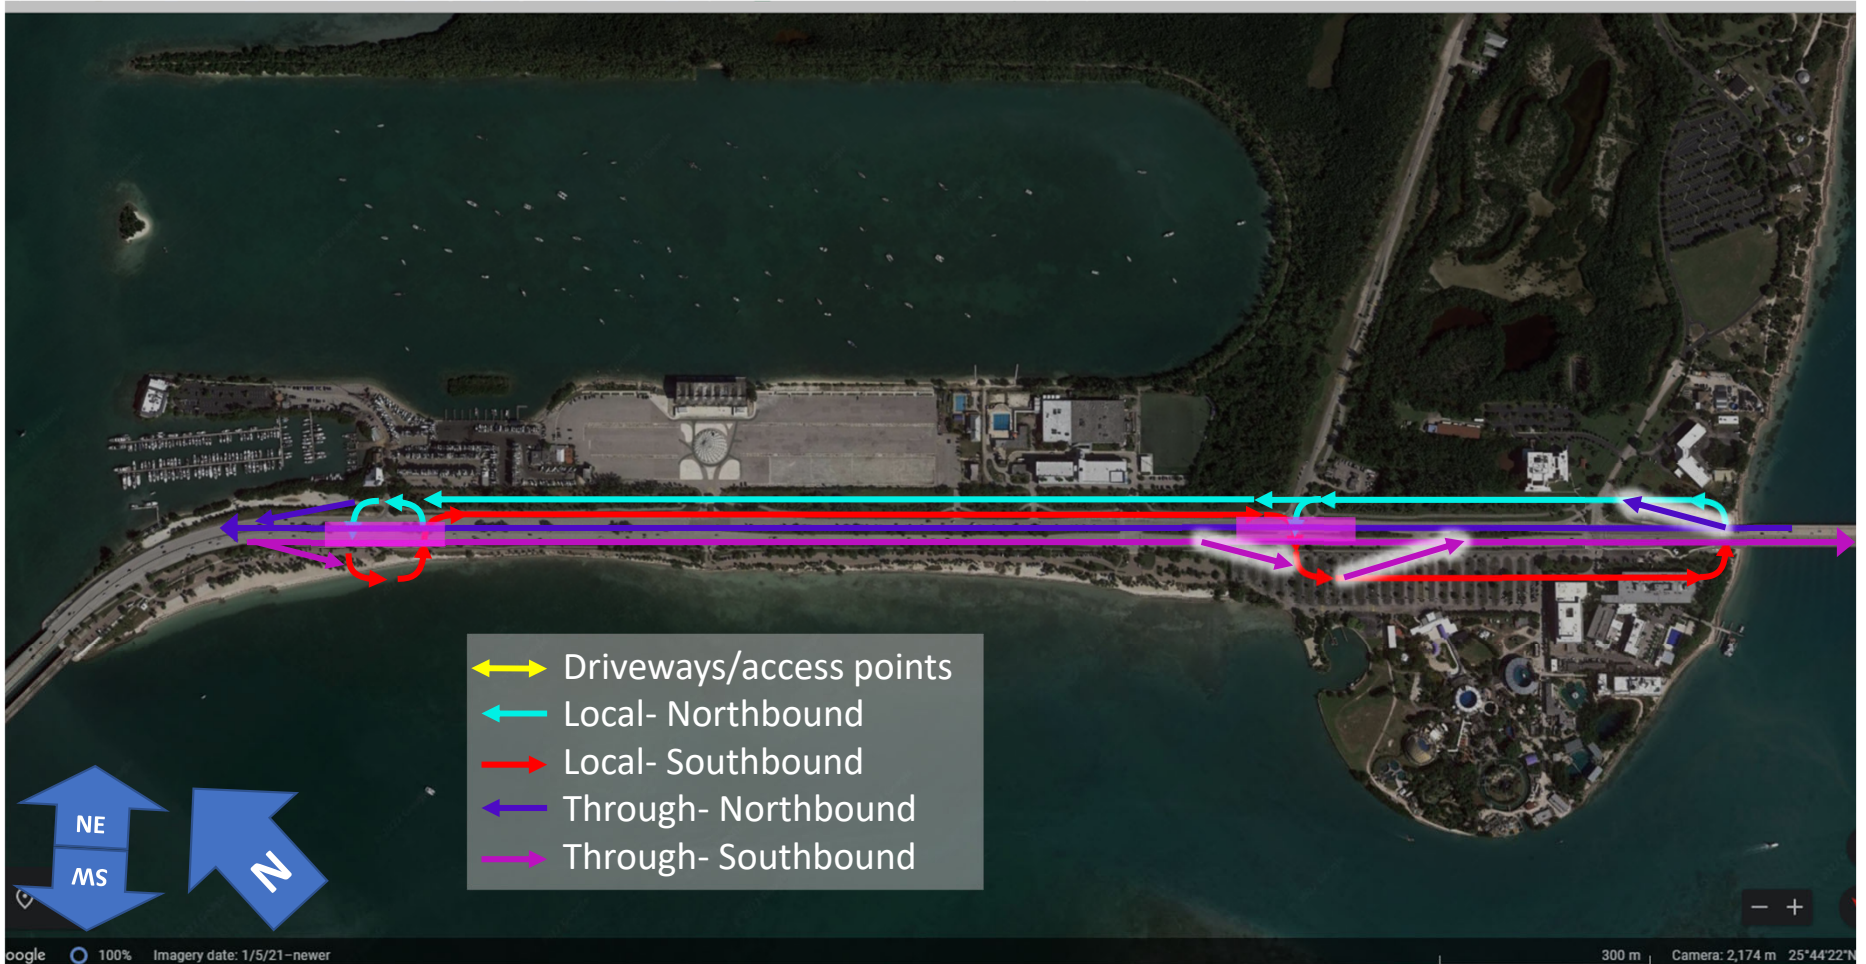 Driveways/access points
Local- Northbound
Local- Southbound
Through- Northbound
Through- Southbound
NE
SW
N
oogle 100% Imagery date: 1/5/21–newer
300 m Camera: 2,174 m 25°44'22"N